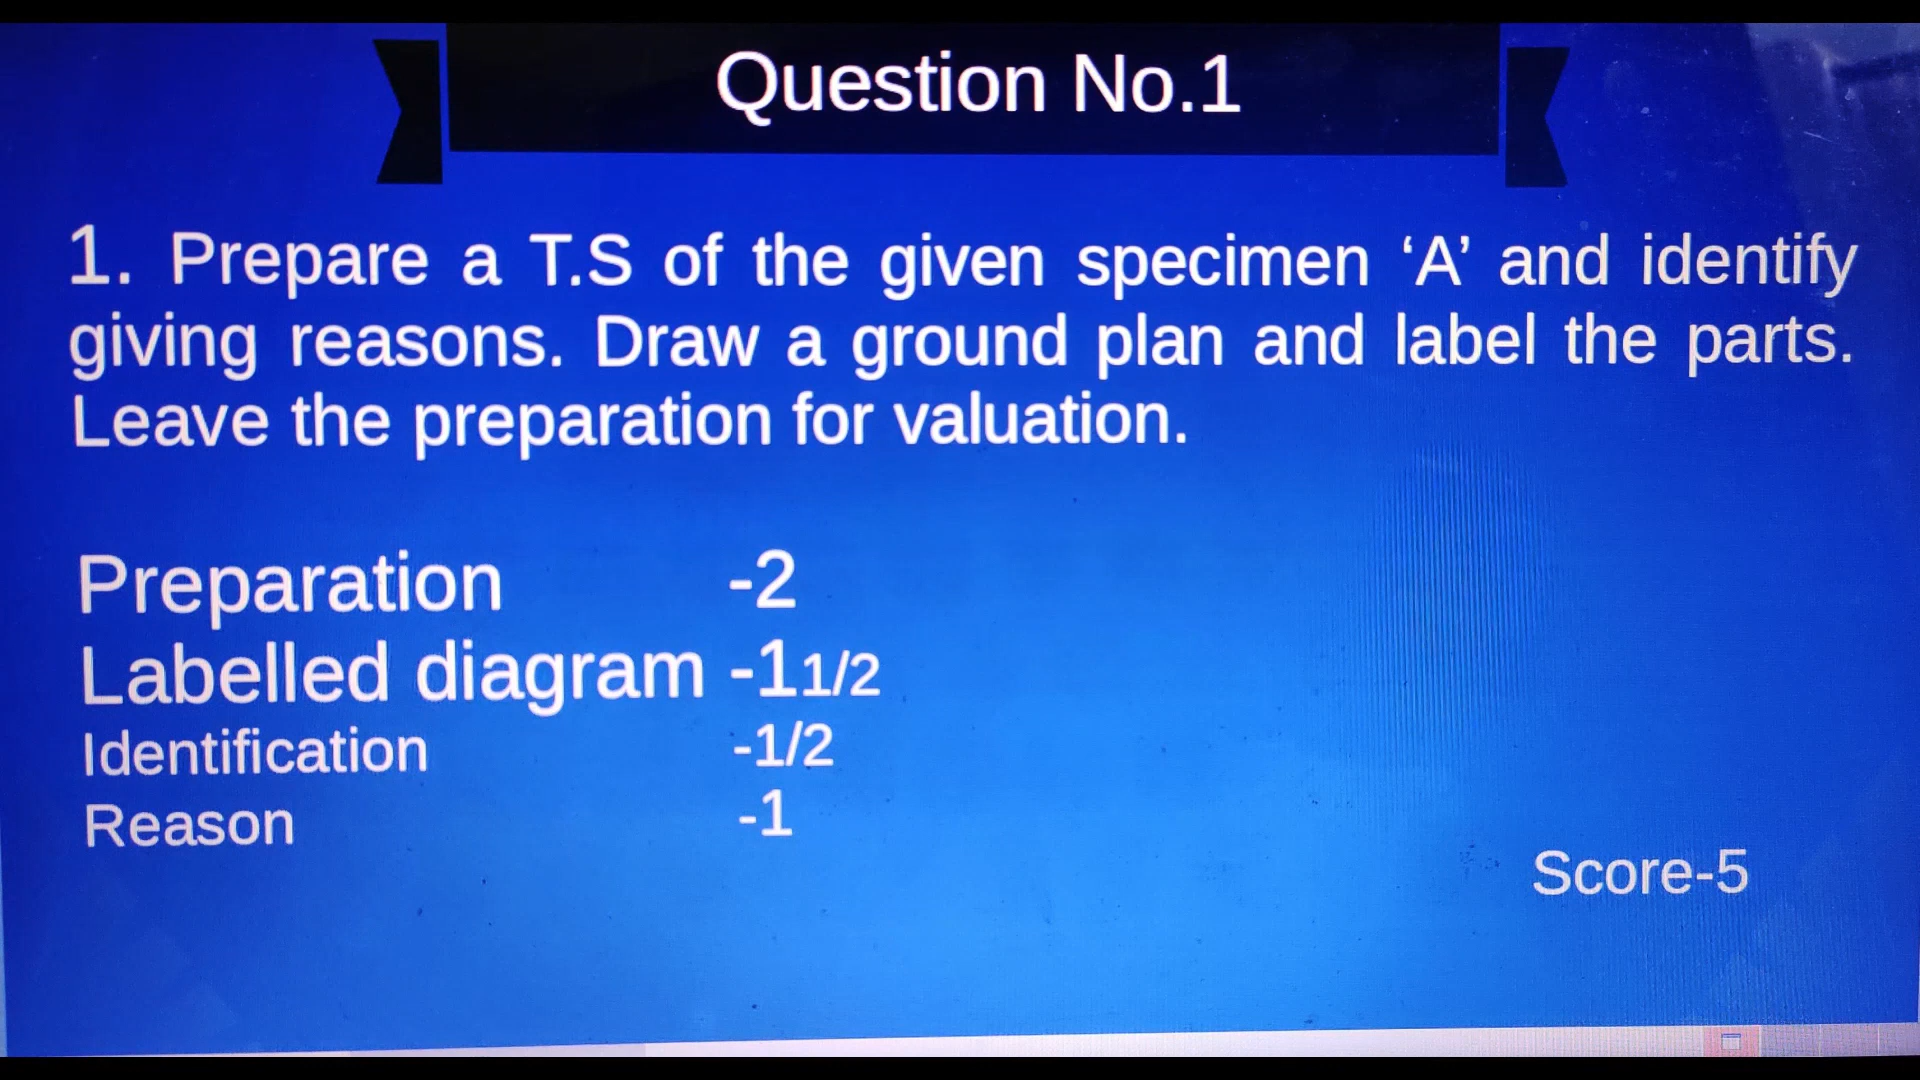 Question No.1
1. Prepare a T.S of the given specimen ‘A’ and identify
giving reasons. Draw a ground plan and label the parts.
Leave the preparation for valuation.
Preparation -2
Labelled diagram -11/2
Identification -1/2
Reason -1
Score-5